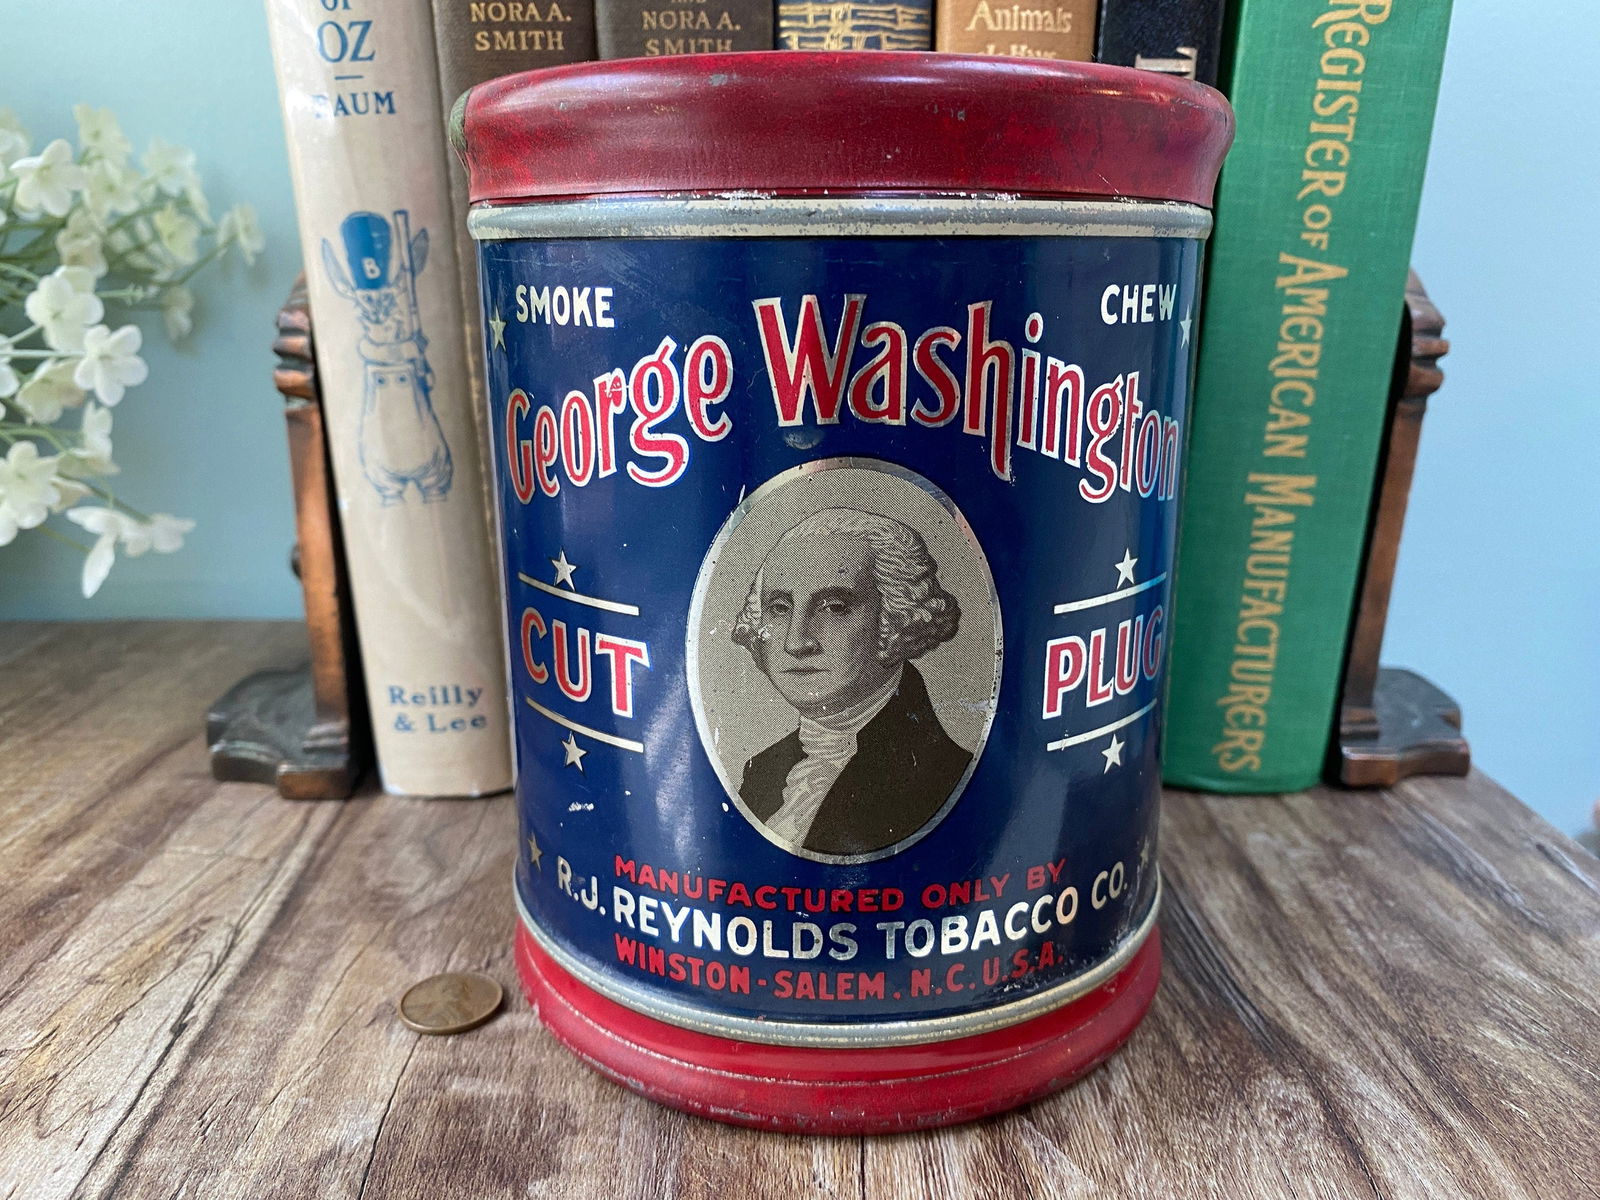 OZ
BAUM
B
Reilly
& Lee
NORA A.
SMITH
NORA A.
SMITH
Animals
REGISTER OF AMERICAN MANUFACTURERS
SMOKE
CHEW
George Washington
CUT
PLUG
MANUFACTURED ONLY BY
R.J. REYNOLDS TOBACCO CO.
WINSTON-SALEM, N.C. U.S.A.